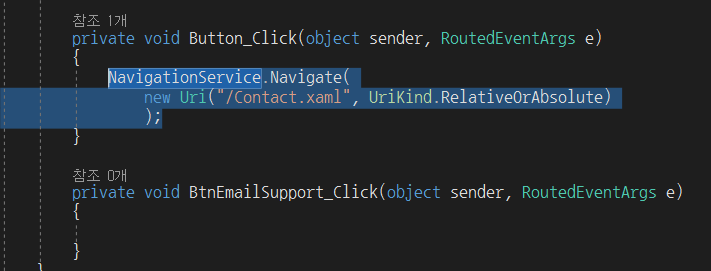 참조 1개
private void Button_Click(object sender, RoutedEventArgs e)
{
NavigationService.Navigate(
new Uri("/Contact.xaml", UriKind.RelativeOrAbsolute)
);
}
참조 0개
private void BtnEmailSupport_Click(object sender, RoutedEventArgs e)
{
}
}